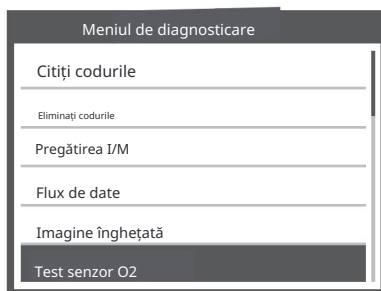 Meniul de diagnosticare
Citiți codurile
Eliminați codurile
Pregătirea I/M
Flux de date
Imagine înghețată
Test senzor O2